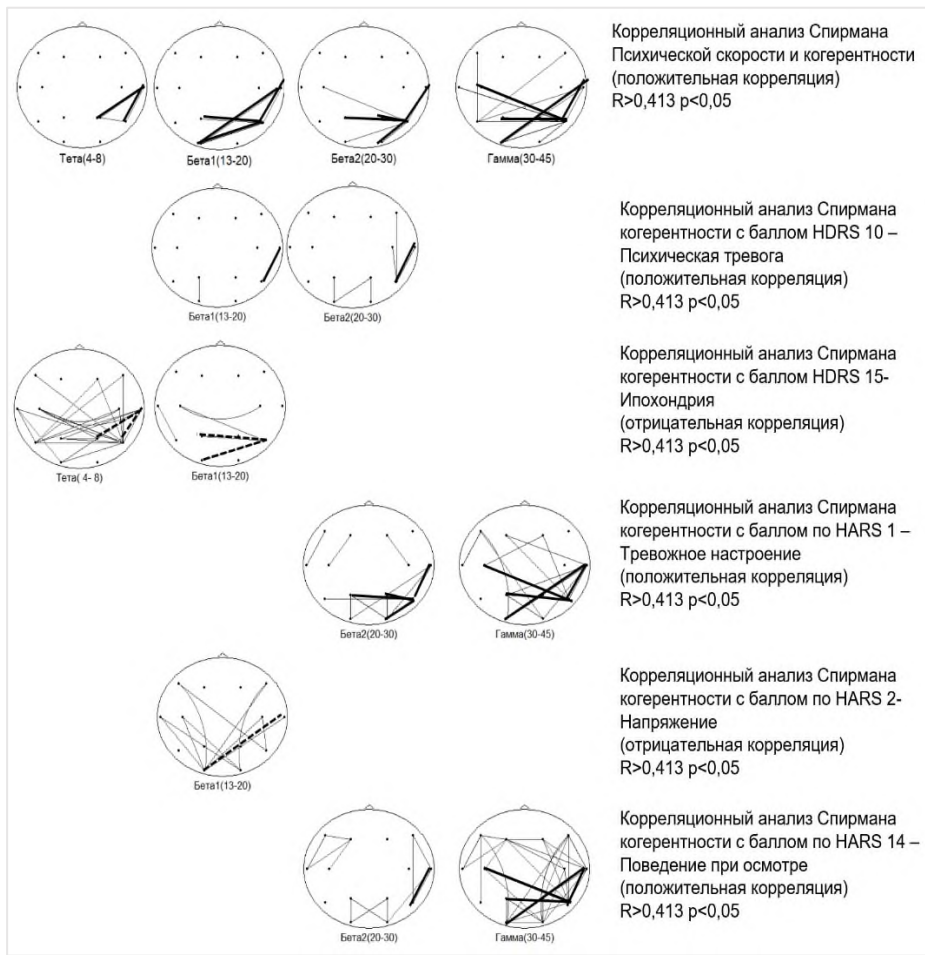 Корреляционный анализ Спирмана
Психической скорости и когерентности
(положительная корреляция)
R>0,413 p<0,05
Тета(4-8)
Бета1(13-20)
Бета2(20-30)
Гамма(30-45)
Корреляционный анализ Спирмана
когерентности с баллом HDRS 10 –
Психическая тревога
(положительная корреляция)
R>0,413 p<0,05
Бета1(13-20)
Бета2(20-30)
Корреляционный анализ Спирмана
когерентности с баллом HDRS 15-
Ипохондрия
(отрицательная корреляция)
R>0,413 p<0,05
Тета( 4- 8)
Бета1(13-20)
Корреляционный анализ Спирмана
когерентности с баллом по HARS 1 –
Тревожное настроение
(положительная корреляция)
R>0,413 p<0,05
Бета2(20-30)
Гамма(30-45)
Корреляционный анализ Спирмана
когерентности с баллом по HARS 2-
Напряжение
(отрицательная корреляция)
R>0,413 p<0,05
Бета1(13-20)
Корреляционный анализ Спирмана
когерентности с баллом по HARS 14 –
Поведение при осмотре
(положительная корреляция)
R>0,413 p<0,05
Бета2(20-30)
Гамма(30-45)